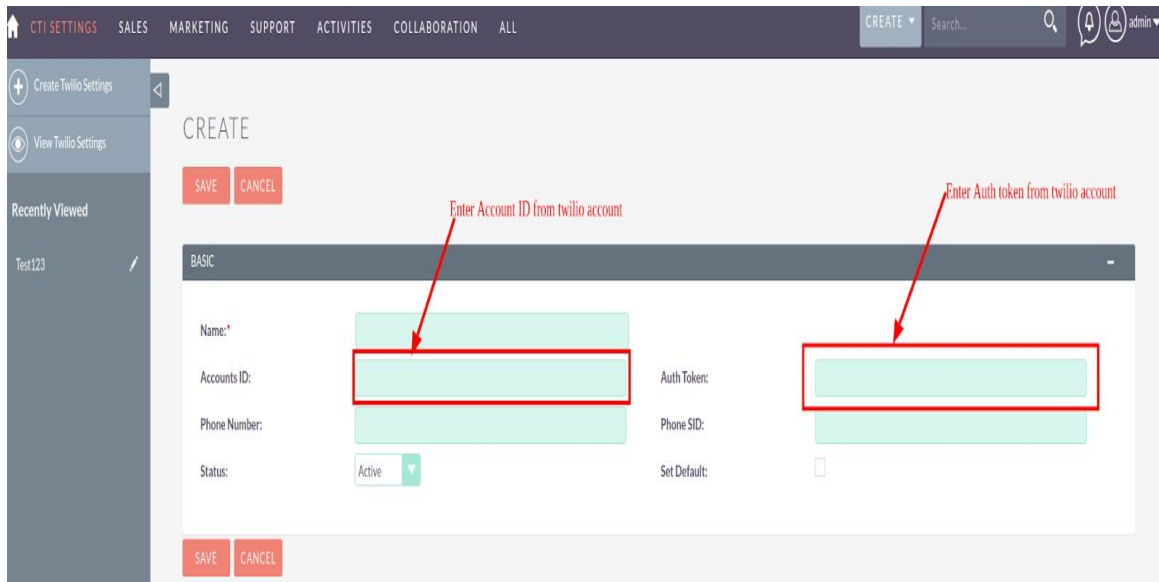 CTI SETTINGS SALES MARKETING SUPPORT ACTIVITIES COLLABORATION ALL CREATE Search... admin
Create Twilio Settings
View Twilio Settings
Recently Viewed
Test123
CREATE
SAVE CANCEL
Enter Account ID from twilio account
Enter Auth token from twilio account
BASIC
Name:*
Accounts ID: Auth Token:
Phone Number: Phone SID:
Status: Active Set Default:
SAVE CANCEL